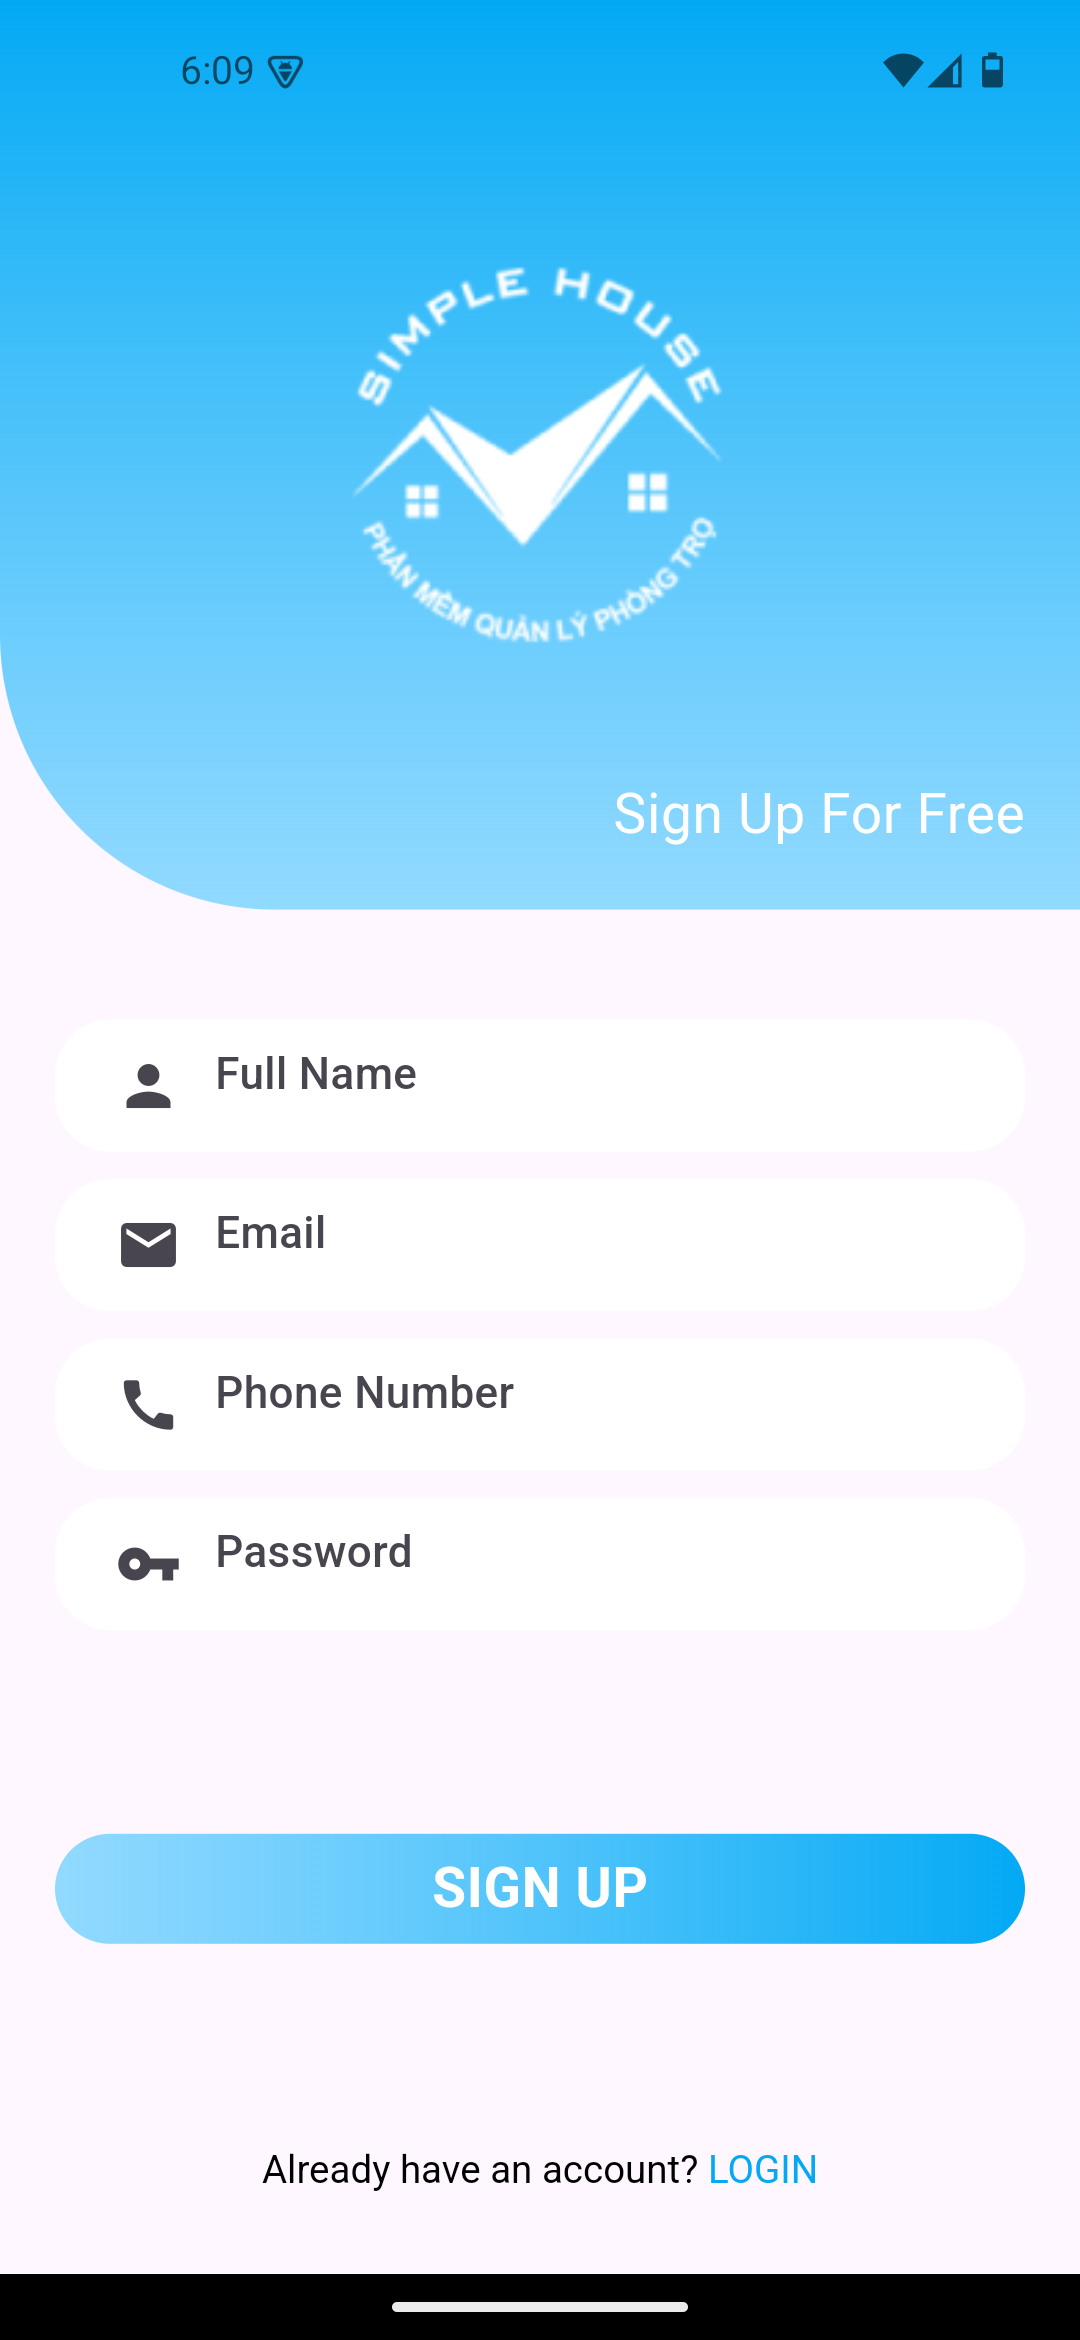 6:09
SIMPLE HOUSE
PHẦN MỀM QUẢN LÝ PHÒNG TRỌ
Sign Up For Free
Full Name
Email
Phone Number
Password
SIGN UP
Already have an account? LOGIN